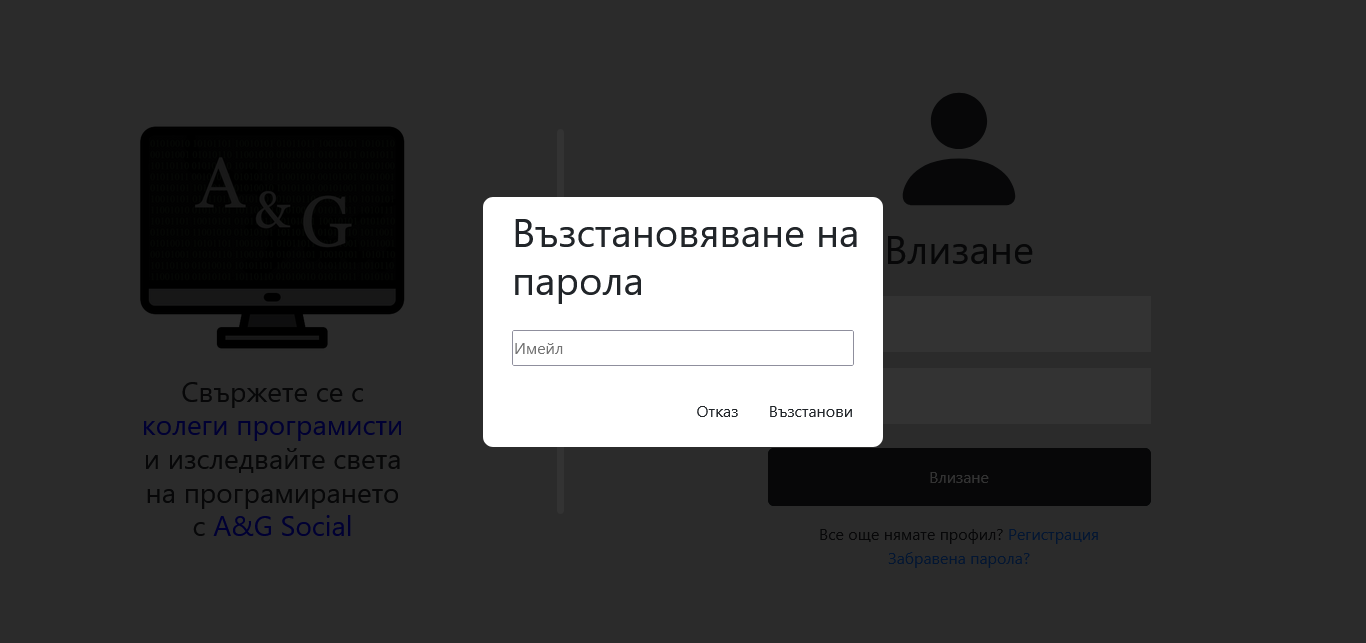 A&G
Свържете се с
колеги програмисти
и изследвайте света
на програмирането
с A&G Social
Възстановяване на
парола
Имейл
Отказ Възстанови
Влизане
Влизане
Все още нямате профил? Регистрация
Забравена парола?